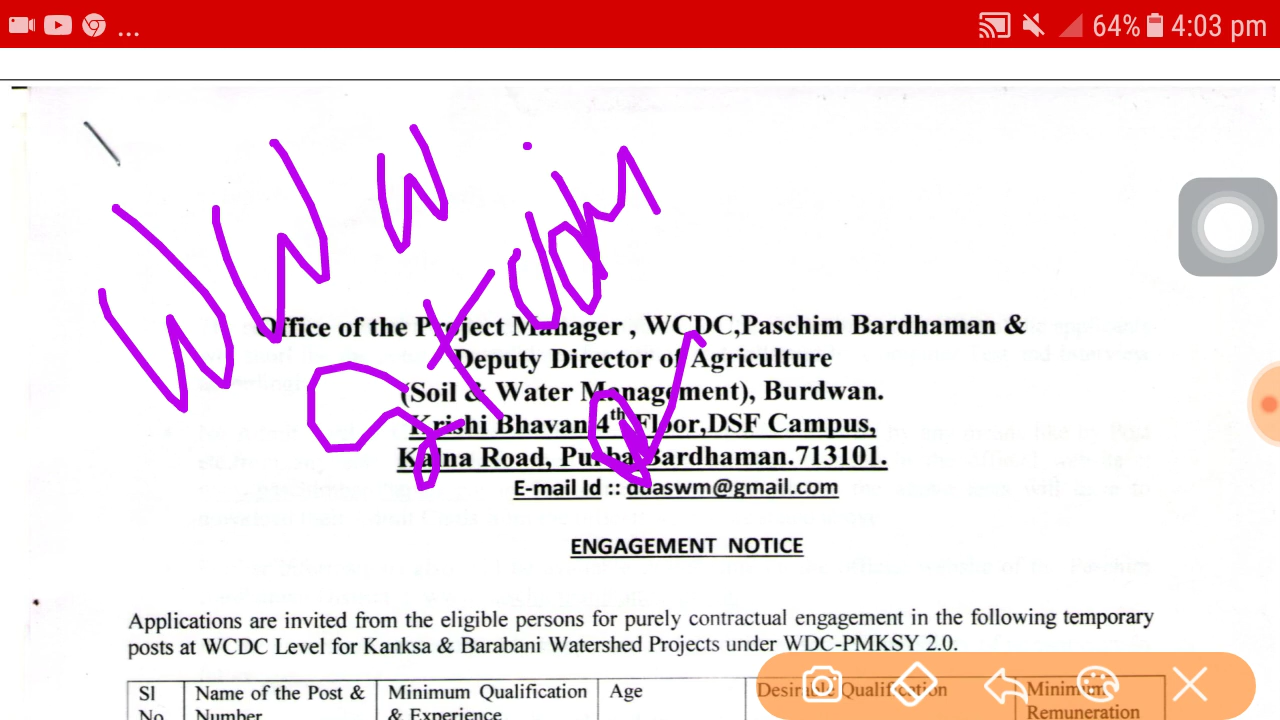 ... 64% 4:03 pm
WWW
Office of the Project Manager , WCDC,Paschim Bardhaman &
Deputy Director of Agriculture
(Soil & Water Management), Burdwan.
Krishi Bhavan 4th Floor,DSF Campus,
Kalna Road, Purba Bardhaman.713101.
E-mail Id :: ddaswm@gmail.com
ENGAGEMENT NOTICE
Applications are invited from the eligible persons for purely contractual engagement in the following temporary
posts at WCDC Level for Kanksa & Barabani Watershed Projects under WDC-PMKSY 2.0.
Sl Name of the Post & Minimum Qualification Age Desirable Qualification Minimum
No Number & Experience Remuneration